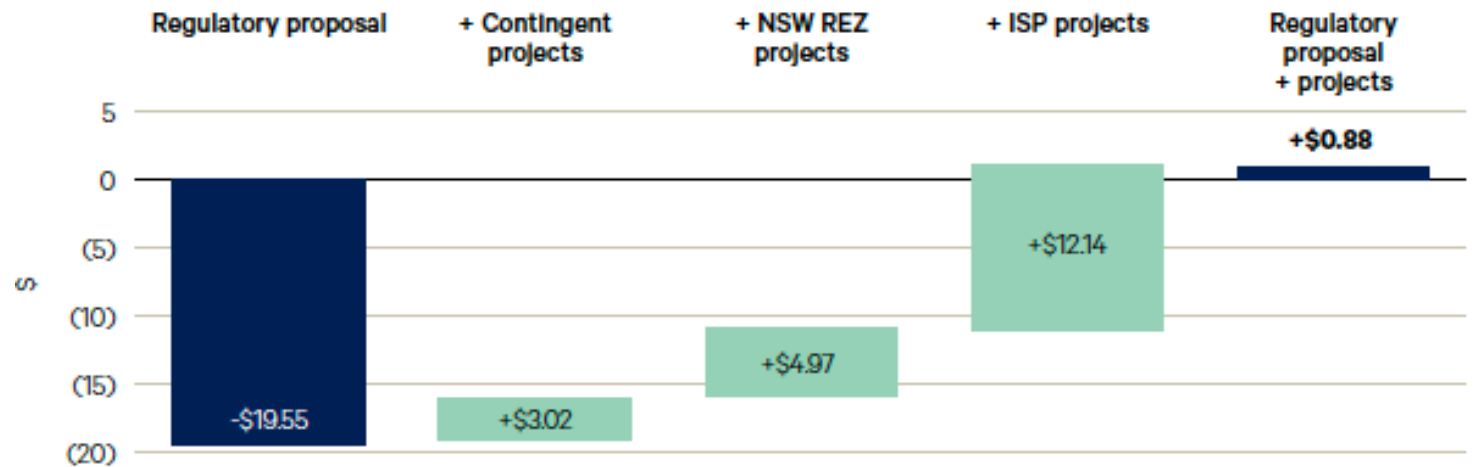 Regulatory proposal
+ Contingent
projects
+ NSW REZ
projects
+ ISP projects
Regulatory
proposal
+ projects
5
+$0.88
0
(5)
+$12.14
$
(10)
+$4.97
(15)
-$19.55
+$3.02
(20)